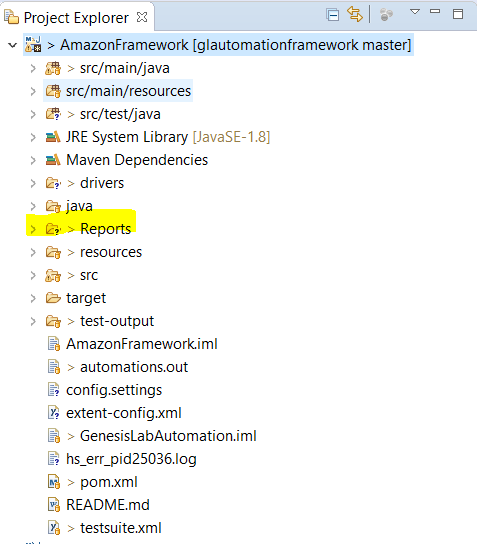 Project Explorer
> AmazonFramework [glautomationframework master]
> src/main/java
src/main/resources
> src/test/java
JRE System Library [JavaSE-1.8]
Maven Dependencies
> drivers
java
> Reports
> resources
> src
target
> test-output
AmazonFramework.iml
> automations.out
config.settings
extent-config.xml
> GenesisLabAutomation.iml
hs_err_pid25036.log
> pom.xml
README.md
> testsuite.xml